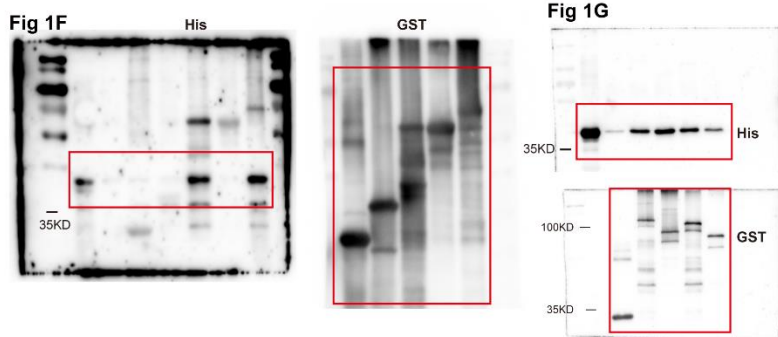 Fig 1F
His
35KD
GST
Fig 1G
35KD
His
100KD
35KD
GST